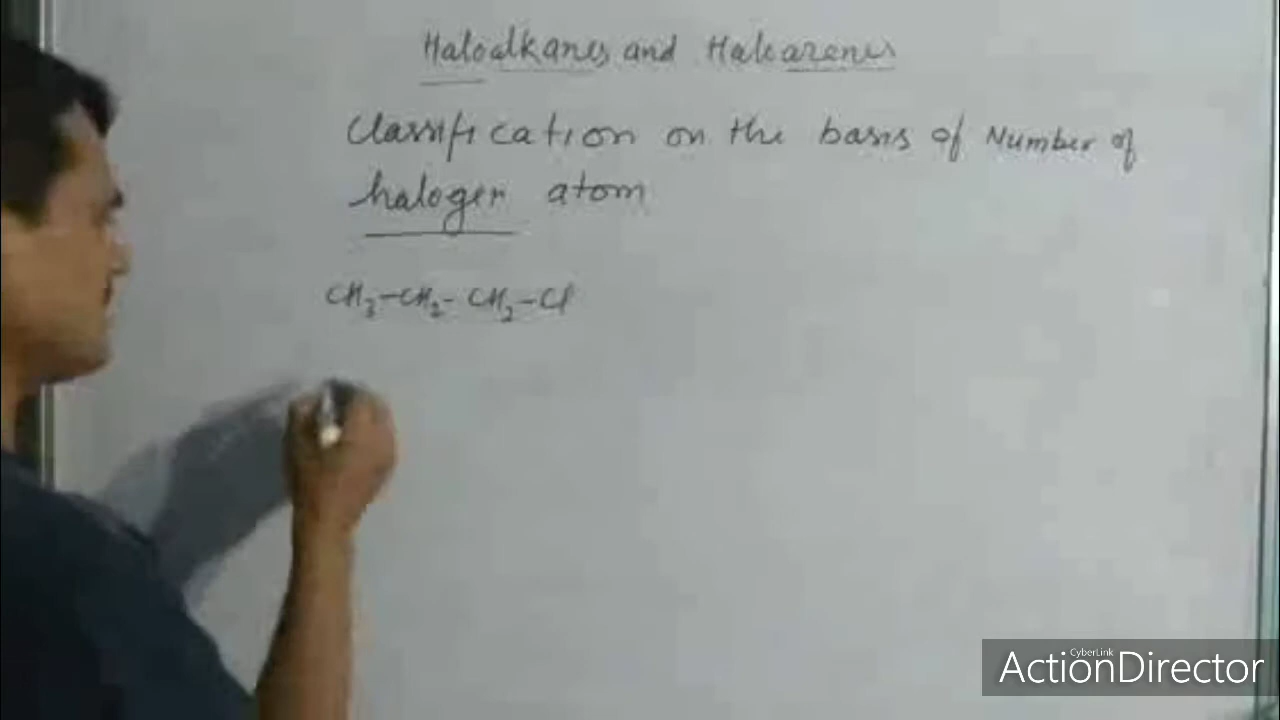 Haloalkanes and Haloarenes
Classification on the basis of Number of
halogen atom
CH3-CH2-CH2-Cl
CyberLink
ActionDirector